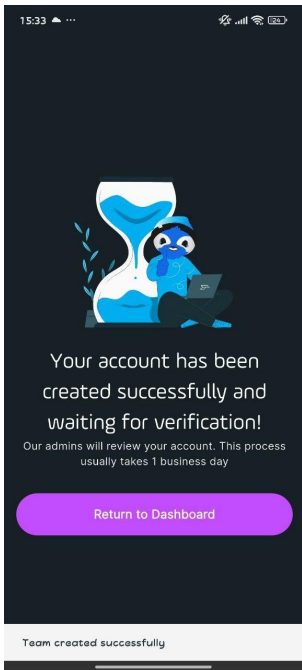 15:33
24
Your account has been
created successfully and
waiting for verification!
Our admins will review your account. This process
usually takes 1 business day
Return to Dashboard
Team created successfully